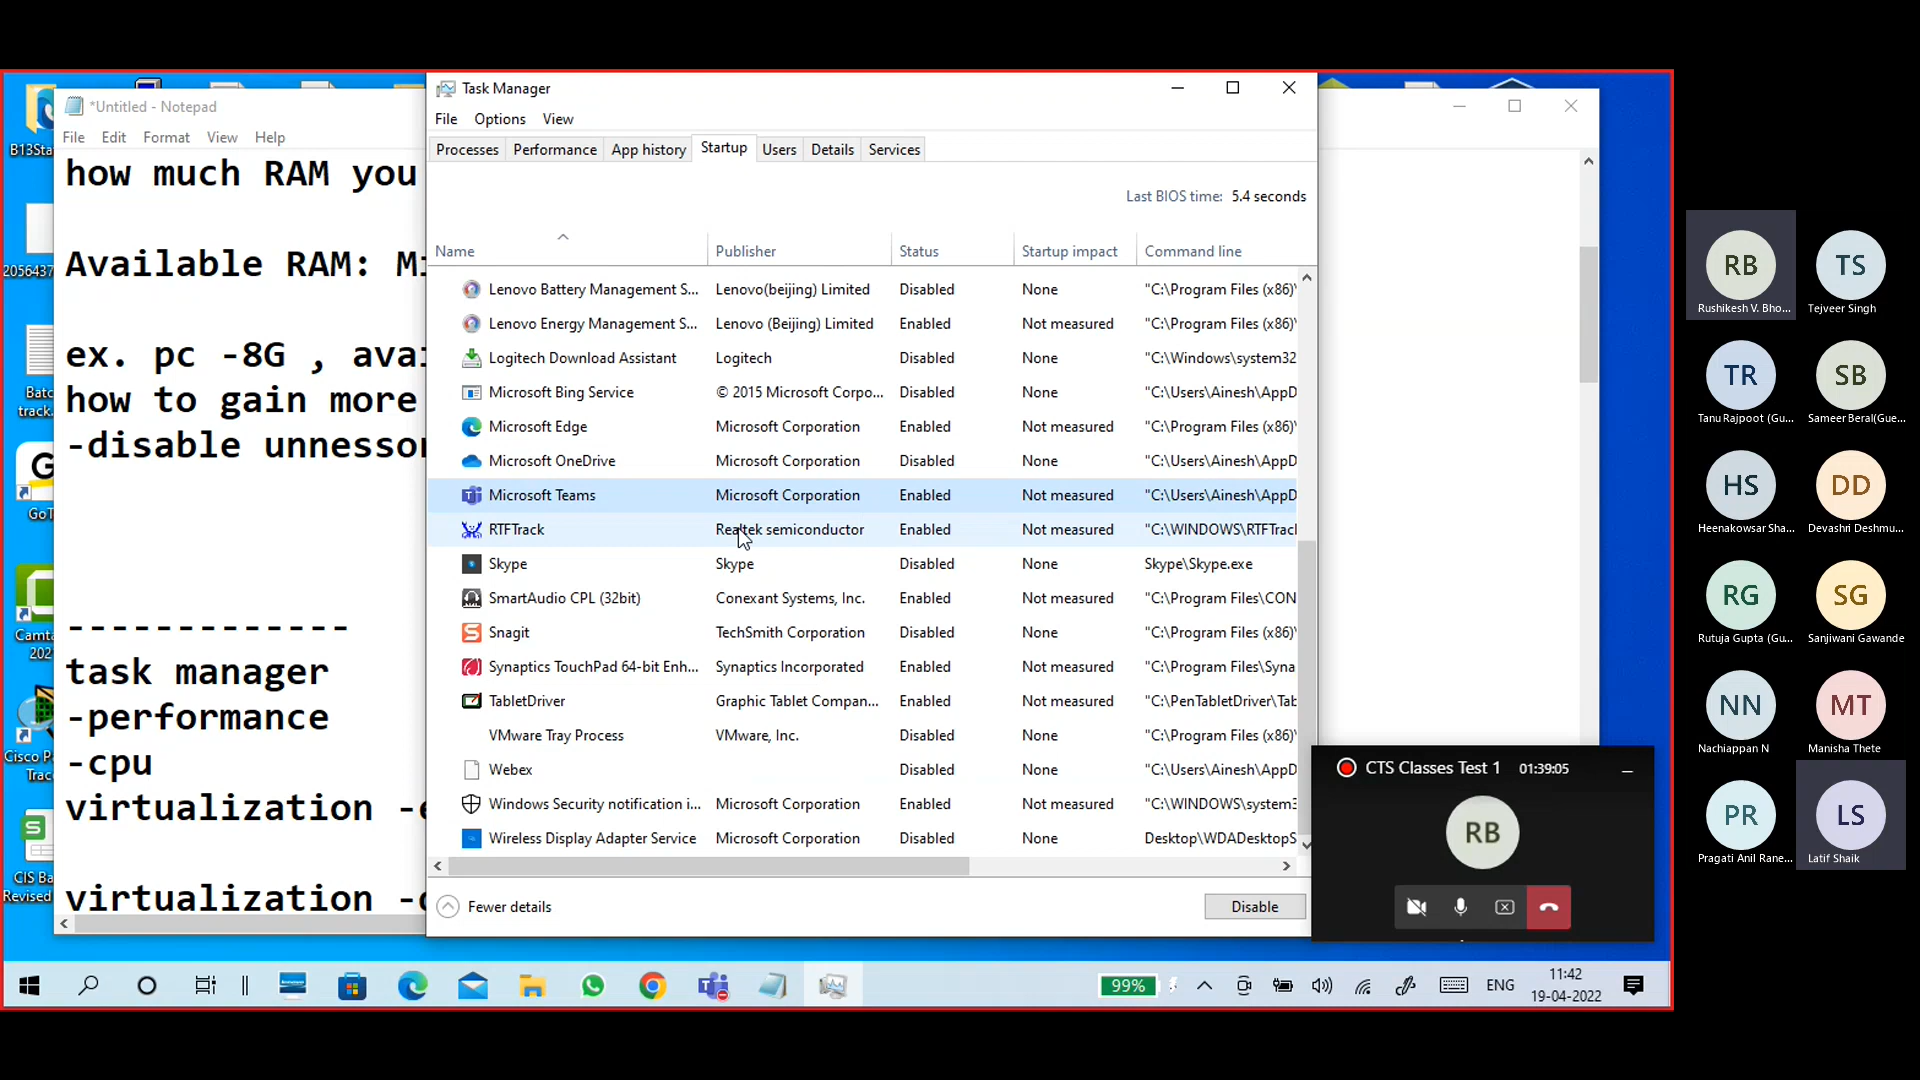 *Untitled - Notepad
File Edit Format View Help
how much RAM you
Available RAM:
ex. pc -8G ,
how to gain more
-disable
-------------
task manager
-performance
-cpu
virtualization
virtualization
Task Manager
File Options View
Processes Performance App history Startup Users Details Services
Last BIOS time: 5.4 seconds
Name Publisher Status Startup impact Command line
Lenovo Battery Management S... Lenovo(beijing) Limited Disabled None "C:\Program Files (x86)\
Lenovo Energy Management S... Lenovo (Beijing) Limited Enabled Not measured "C:\Program Files (x86)\
Logitech Download Assistant Logitech Disabled None "C:\Windows\system32
Microsoft Bing Service © 2015 Microsoft Corpo... Disabled None "C:\Users\Ainesh\AppD
Microsoft Edge Microsoft Corporation Enabled Not measured "C:\Program Files (x86)\
Microsoft OneDrive Microsoft Corporation Disabled None "C:\Users\Ainesh\AppD
Microsoft Teams Microsoft Corporation Enabled Not measured "C:\Users\Ainesh\AppD
RTFTrack Realtek semiconductor Enabled Not measured "C:\WINDOWS\RTFTrac
Skype Skype Disabled None Skype\Skype.exe
SmartAudio CPL (32bit) Conexant Systems, Inc. Enabled Not measured "C:\Program Files\CON
Snagit TechSmith Corporation Disabled None "C:\Program Files (x86)\
Synaptics TouchPad 64-bit Enh... Synaptics Incorporated Enabled Not measured "C:\Program Files\Syna
TabletDriver Graphic Tablet Compan... Enabled Not measured "C:\PenTabletDriver\Tab
VMware Tray Process VMware, Inc. Disabled None "C:\Program Files (x86)\
Webex Disabled None "C:\Users\Ainesh\AppD
Windows Security notification i... Microsoft Corporation Enabled Not measured "C:\WINDOWS\system3
Wireless Display Adapter Service Microsoft Corporation Disabled None Desktop\WDADesktopS
Fewer details
Disable
B13Sta
2056437
Batc
track.
GoT
Camta
202
Cisco P
Trac
CIS Ba
Revised
CTS Classes Test 1 01:39:05
RB
99%
ENG
11:42
19-04-2022
RB
Rushikesh V. Bho...
TS
Tejveer Singh
TR
Tanu Rajpoot (Gu...
SB
Sameer Beral(Gue...
HS
Heenakowsar Sha...
DD
Devashri Deshmu...
RG
Rutuja Gupta (Gu...
SG
Sanjiwani Gawande
NN
Nachiappan N
MT
Manisha Thete
PR
Pragati Anil Rane...
LS
Latif Shaik